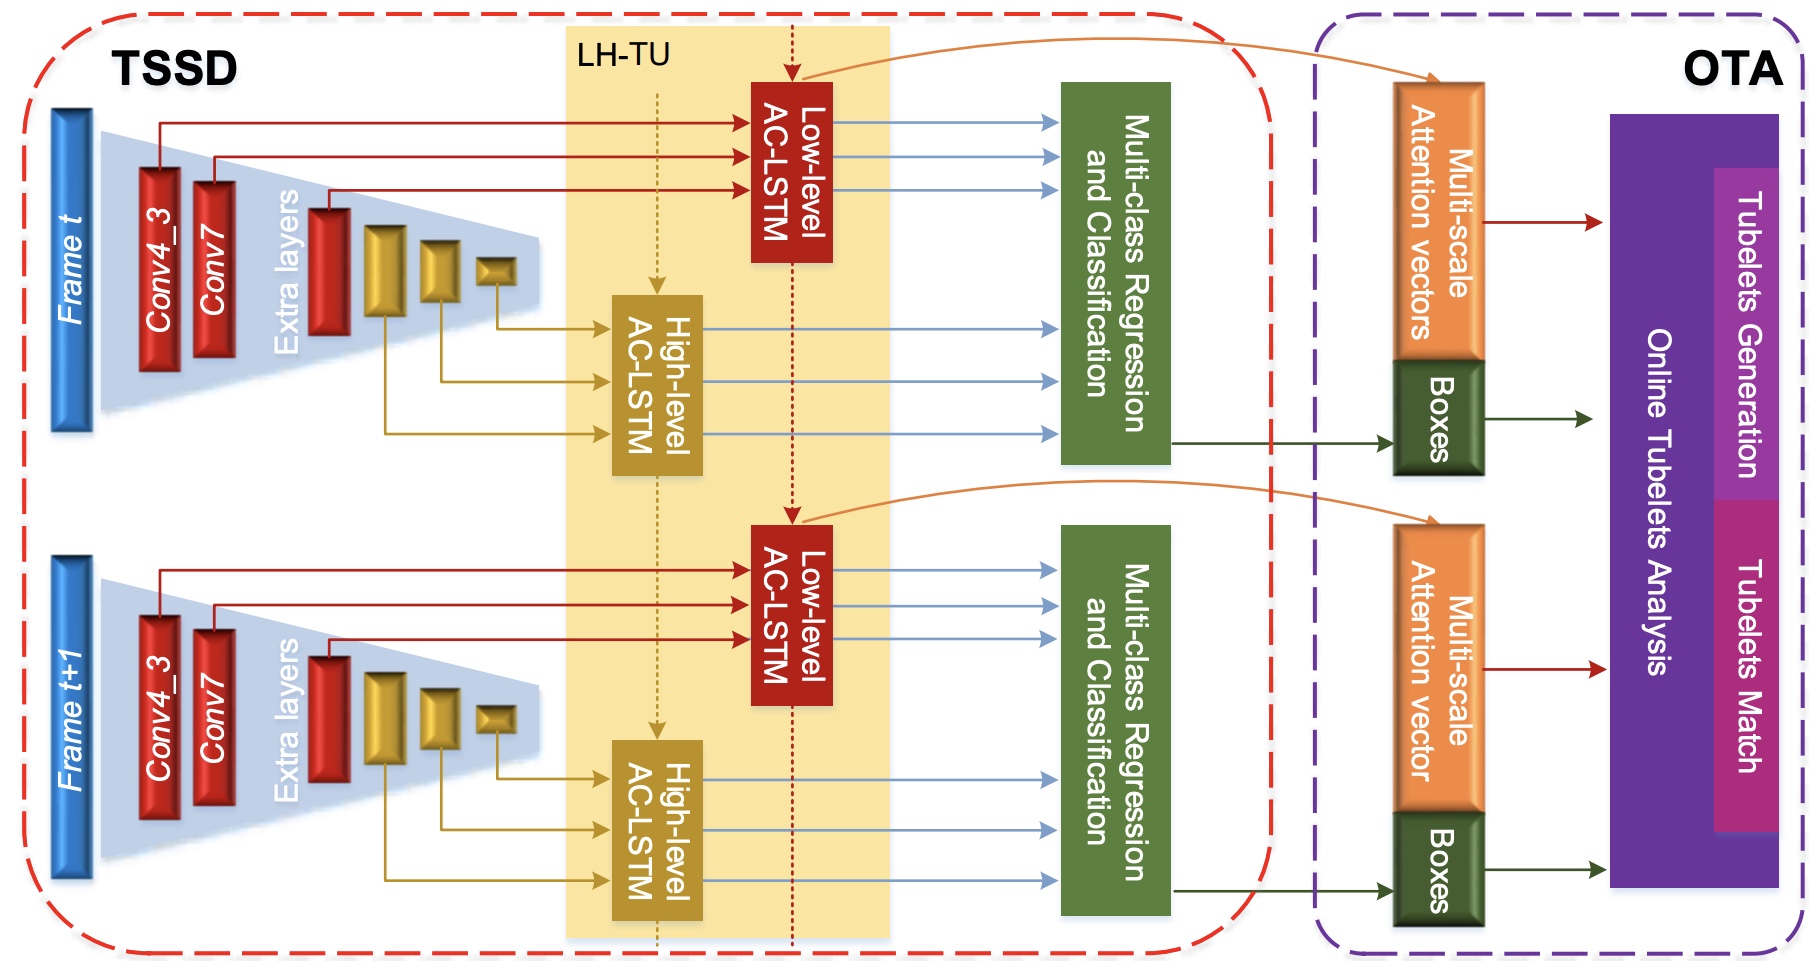 TSSD
LH-TU
OTA
Frame t
Conv4_3
Conv7
Extra layers
Low-level
AC-LSTM
High-level
AC-LSTM
Multi-class Regression
and Classification
Multi-scale
Attention vectors
Boxes
Online Tubelets Analysis
Tubelets Generation
Tubelets Match
Frame t+1
Conv4_3
Conv7
Extra layers
Low-level
AC-LSTM
High-level
AC-LSTM
Multi-class Regression
and Classification
Multi-scale
Attention vector
Boxes